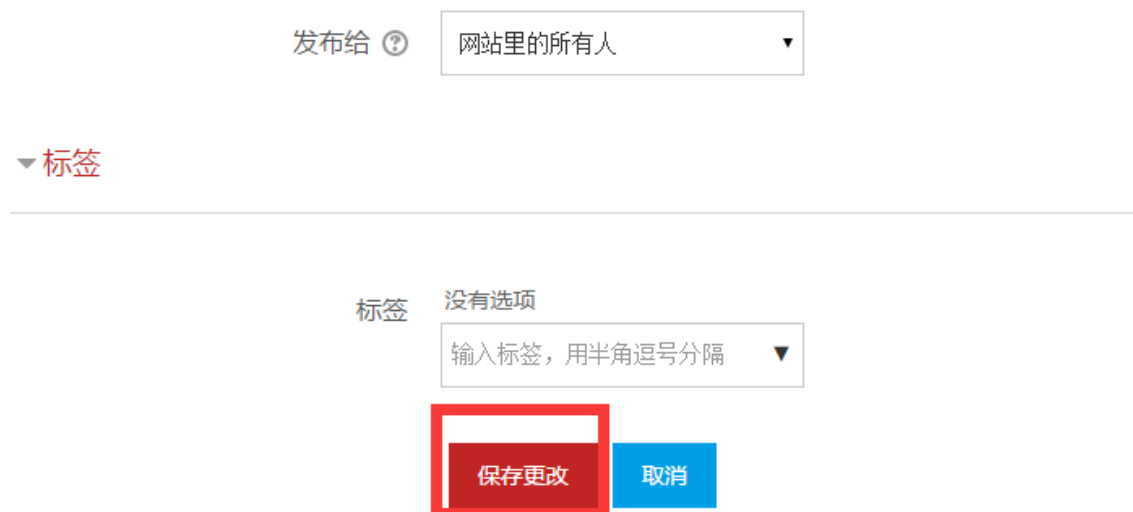 发布给
网站里的所有人
标签
标签
没有选项
输入标签，用半角逗号分隔
保存更改
取消